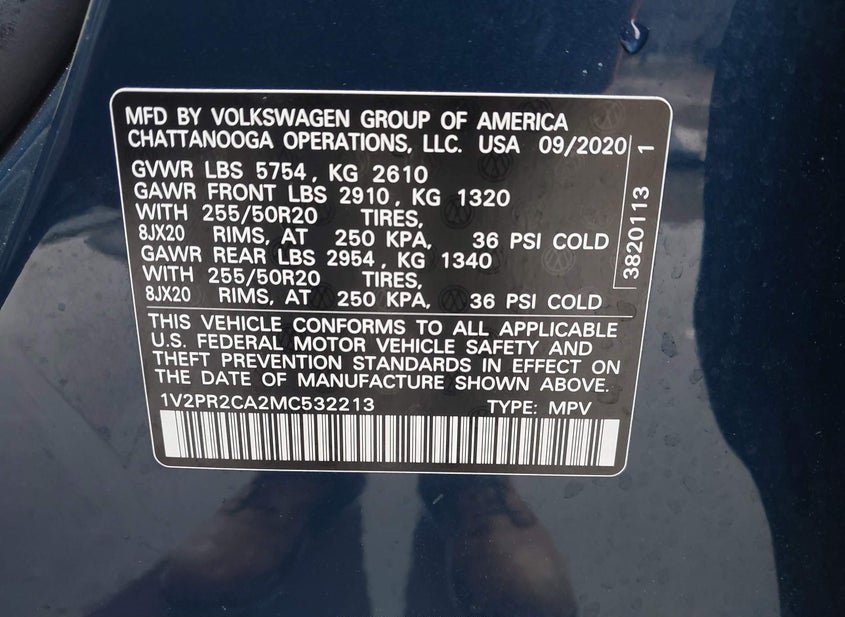 MFD BY VOLKSWAGEN GROUP OF AMERICA
CHATTANOOGA OPERATIONS, LLC. USA 09/2020
GVWR LBS 5754 , KG 2610
GAWR FRONT LBS 2910 , KG 1320
WITH 255/50R20 TIRES,
8JX20 RIMS, AT 250 KPA, 36 PSI COLD
GAWR REAR LBS 2954 , KG 1340
WITH 255/50R20 TIRES,
8JX20 RIMS, AT 250 KPA, 36 PSI COLD
3820113 1
THIS VEHICLE CONFORMS TO ALL APPLICABLE
U.S. FEDERAL MOTOR VEHICLE SAFETY AND
THEFT PREVENTION STANDARDS IN EFFECT ON
THE DATE OF MANUFACTURE SHOWN ABOVE.
1V2PR2CA2MC532213 TYPE: MPV